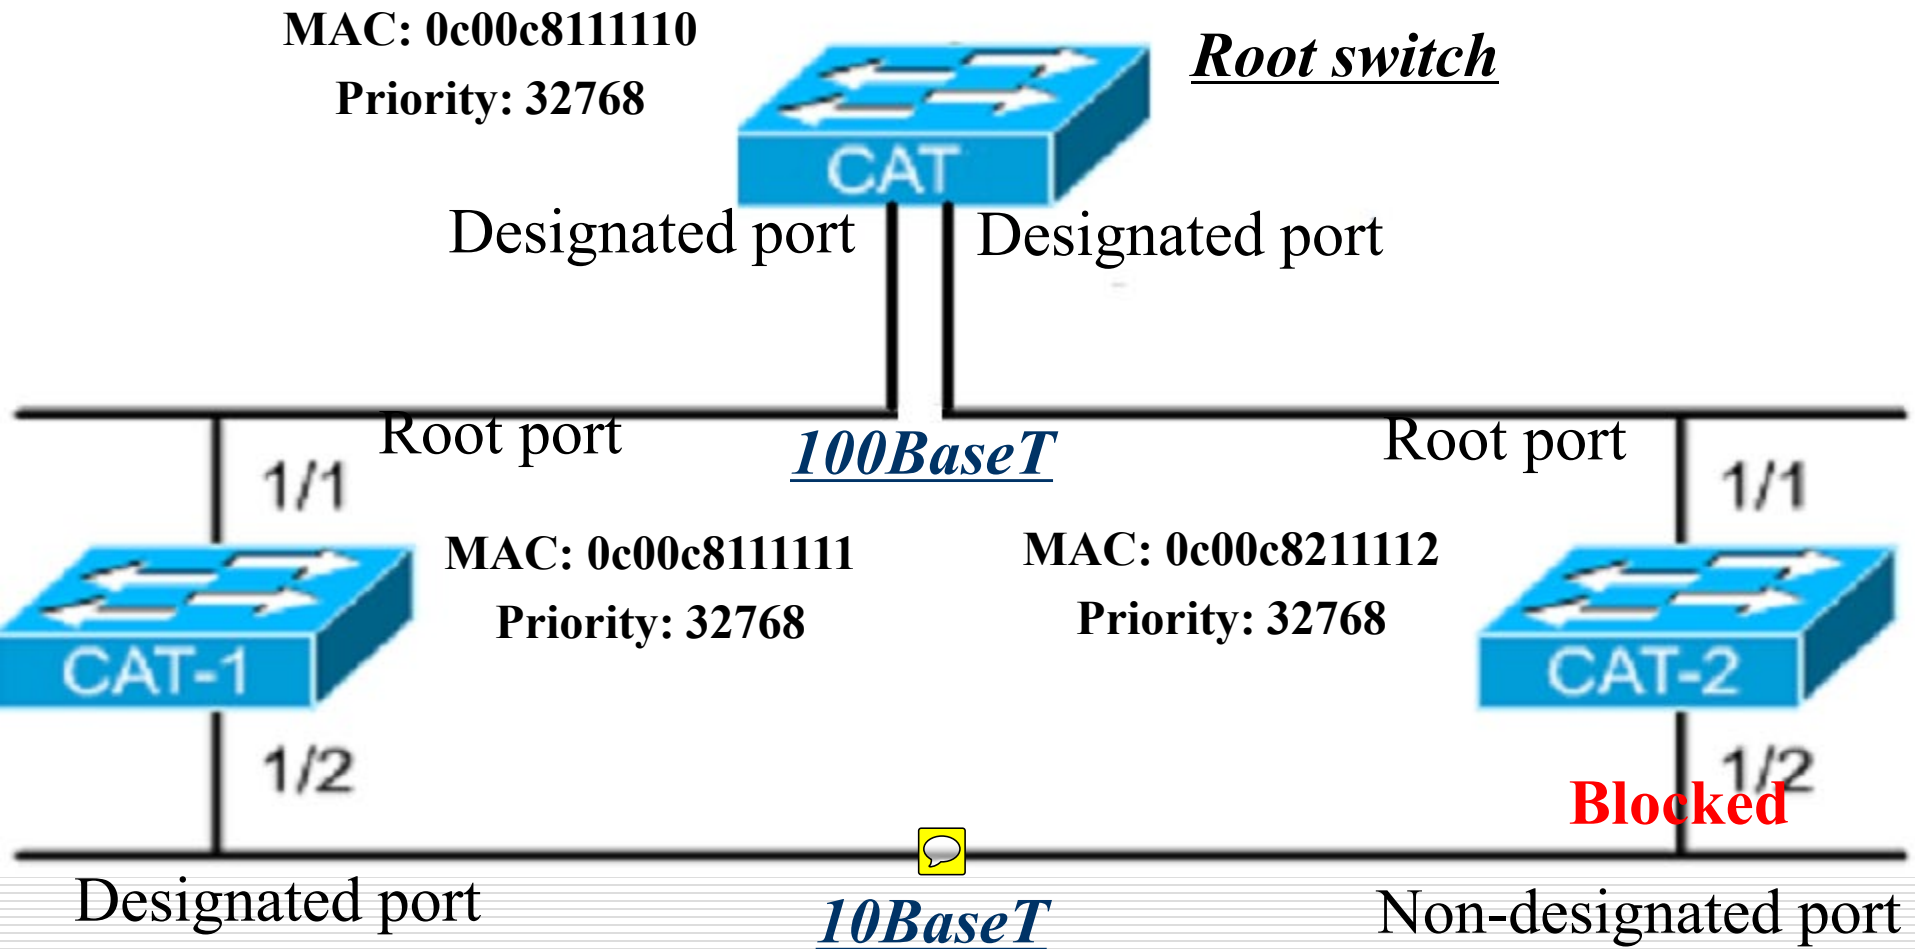 MAC: 0c00c8111110
Priority: 32768
Root switch
CAT
Designated port
Designated port
Root port
100BaseT
Root port
1/1
1/1
MAC: 0c00c8111111
Priority: 32768
MAC: 0c00c8211112
Priority: 32768
CAT-1
CAT-2
1/2
1/2
Blocked
Designated port
10BaseT
Non-designated port